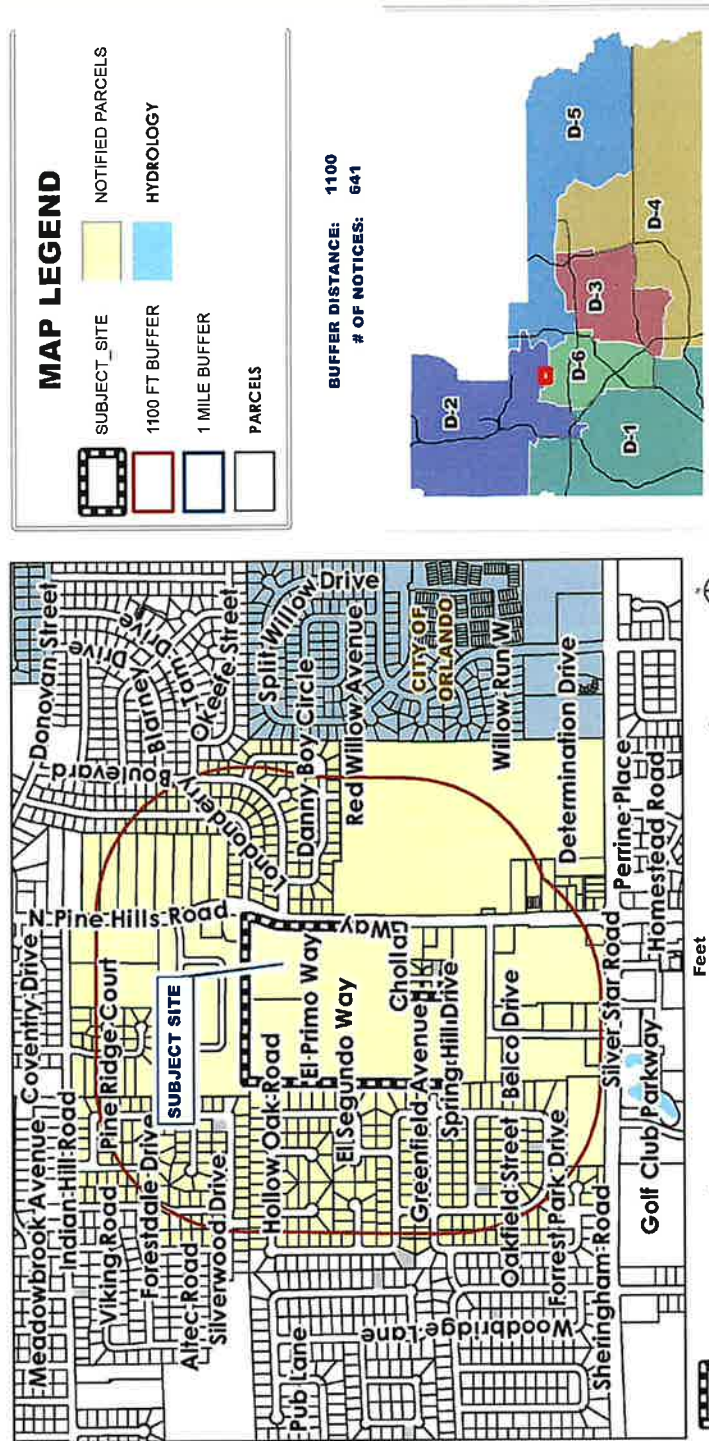 MAP LEGEND
SUBJECT_SITE
NOTIFIED PARCELS
1100 FT BUFFER
HYDROLOGY
1 MILE BUFFER
PARCELS
BUFFER DISTANCE: 1100
# OF NOTICES: 641
D-2
D-5
D-6
D-3
D-4
D-1
Meadowbrook Avenue
Coventry Drive
Indian Hill Road
N Pine Hills Road
Donovan Street
Boulevard
Londonderry
Braney Drive
Tam Drive
Okeefe Street
Viking Road
Pine Ridge Court
Forestdale Drive
Altec Road
Silverwood Drive
SUBJECT SITE
Split Willow Drive
Danny Boy Circle
Pub Lane
Hollow Oak Road
El Primo Way
El Segundo Way
Cholla
Way
Red Willow Avenue
CITY OF
ORLANDO
Greenfield Avenue
Spring Hill Drive
Willow Run W
Woodbridge Lane
Oakfield Street
Belco Drive
Forrest Park Drive
Determination Drive
Sheringham Road
Silver Star Road
Perrine Place
Golf Club Parkway
Homestead Road
Feet